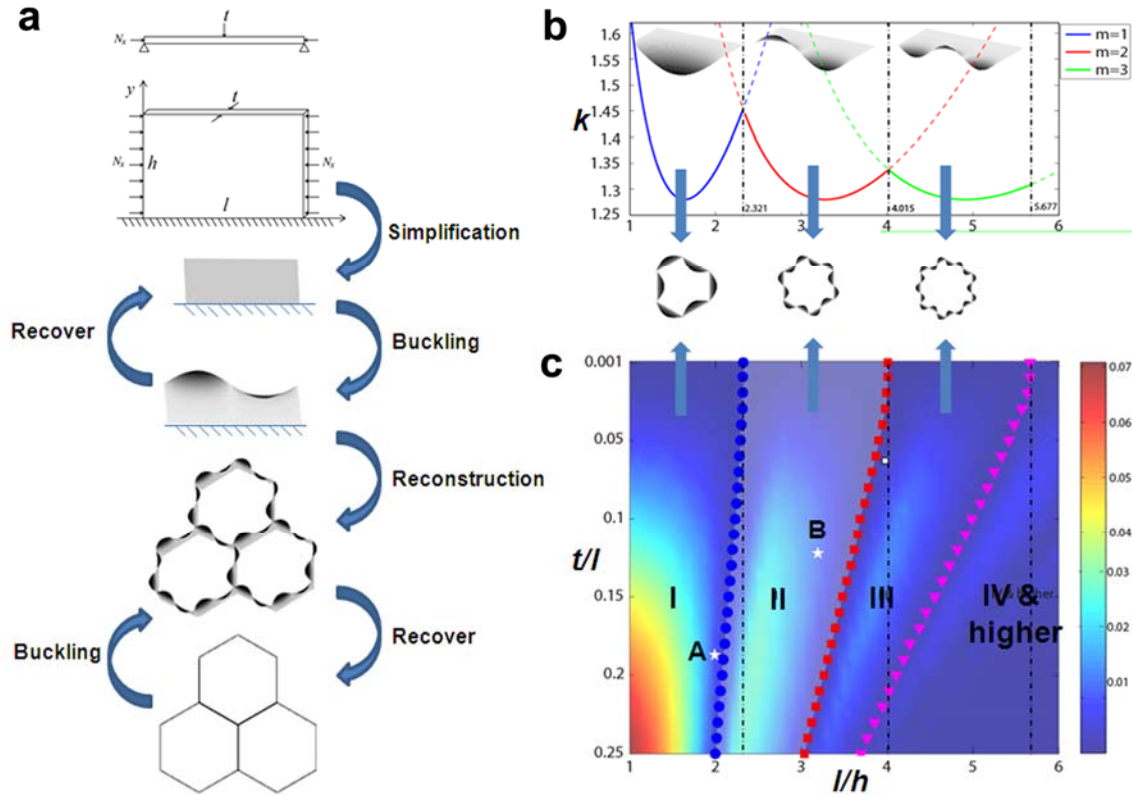 a
t
Nₓ
Nₓ
y
t
Nₓ
h
Nₓ
l
Simplification
Recover
Buckling
Reconstruction
Buckling
Recover
b
m=1
m=2
m=3
k
1.6
1.55
1.5
1.45
1.4
1.35
1.3
1.25
2.321
4.015
5.677
1 2 3 4 5 6
c
t/l
0.001
0.05
0.1
0.15
0.2
0.25
I
II
III
IV &
higher
A
B
1 2 3 4 5 6
l/h
0.07
0.06
0.05
0.04
0.03
0.02
0.01